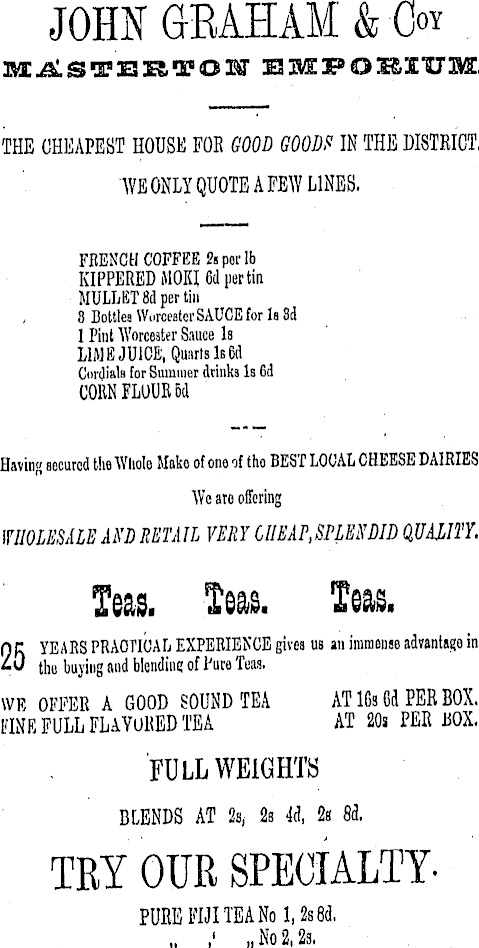 JOHN GRAHAM & COY
MASTERTON EMPORIUM.
THE CHEAPEST HOUSE FOR GOOD GOODS IN THE DISTRICT.
WE ONLY QUOTE A FEW LINES.
FRENCH COFFEE 2s per lb
KIPPERED MOKI 6d per tin
MULLET 8d per tin
3 Bottles Worcester SAUCE for 1s 3d
1 Pint Worcester Sauce 1s
LIME JUICE, Quarts 1s 6d
Cordials for Summer drinks 1s 6d
CORN FLOUR 5d
Having secured the Whole Make of one of the BEST LOCAL CHEESE DAIRIES
We are offering
WHOLESALE AND RETAIL VERY CHEAP, SPLENDID QUALITY.
Teas. Teas. Teas.
25 YEARS PRACTICAL EXPERIENCE gives us an immense advantage in
the buying and blending of Pure Teas.
WE OFFER A GOOD SOUND TEA AT 16s 6d PER BOX.
FINE FULL FLAVOURED TEA AT 20s PER BOX.
FULL WEIGHTS
BLENDS AT 2s, 2s 4d, 2s 8d.
TRY OUR SPECIALTY.
PURE FIJI TEA No 1, 2s 8d.
„ „ „ No 2, 2s.